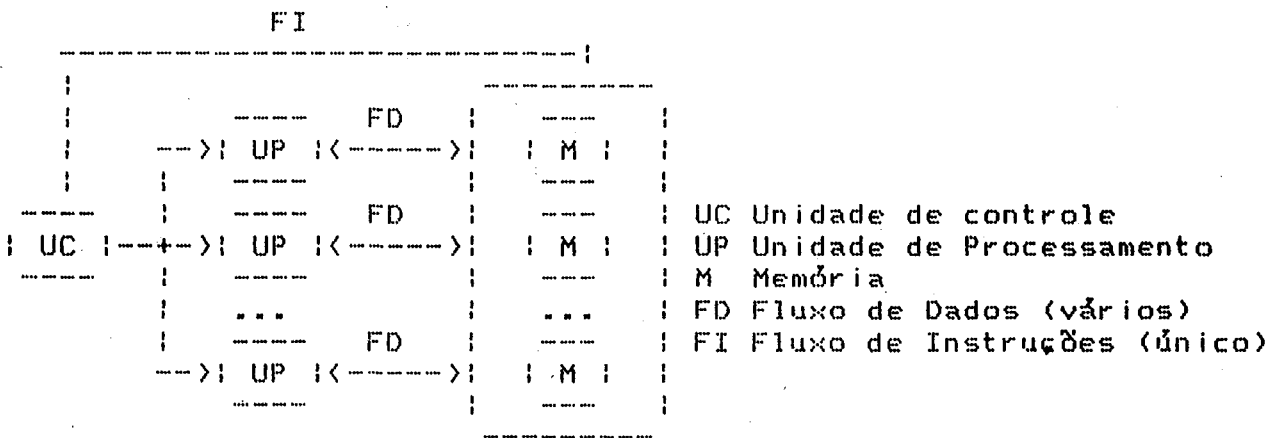 FI
FD
UP M
FD UC Unidade de controle
UC UP M UP Unidade de Processamento
M Memória
... ... FD Fluxo de Dados (vários)
FD FI Fluxo de Instruções (único)
UP M